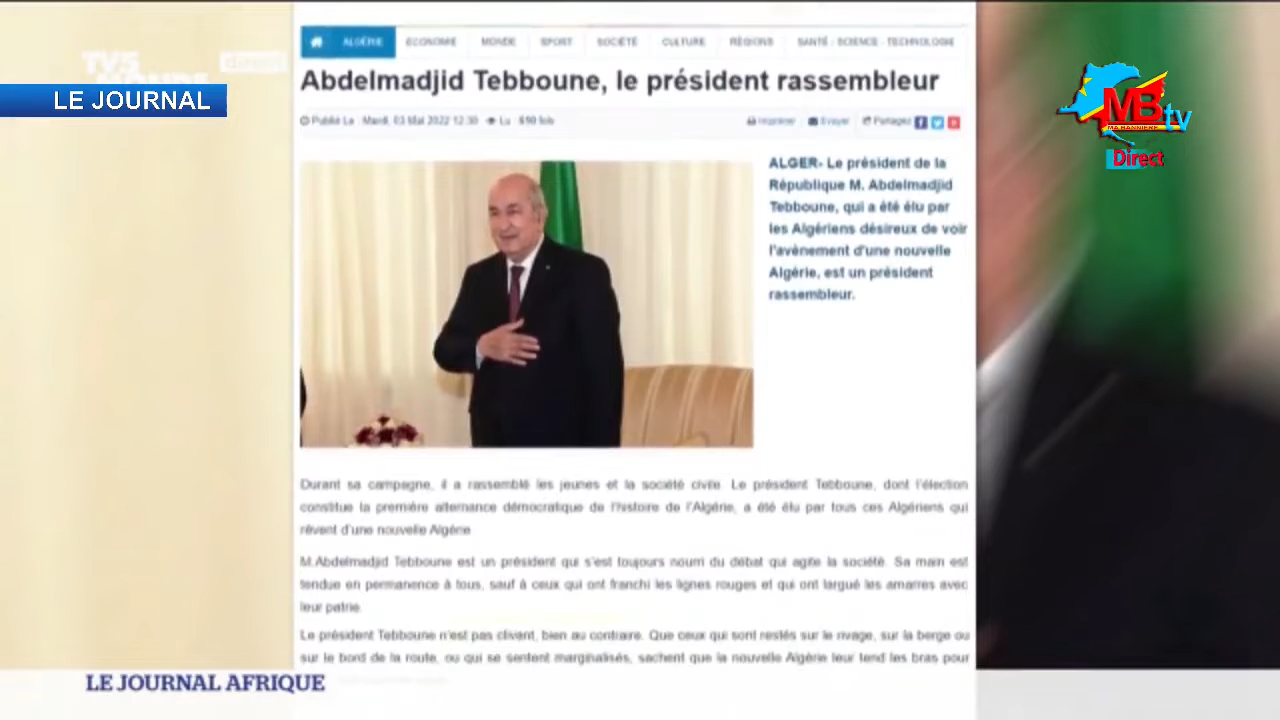 TV5
MONDE
direct
LE JOURNAL
ALGÉRIE
ÉCONOMIE
MONDE
SPORT
SOCIÉTÉ
CULTURE
RÉGIONS
SANTÉ - SCIENCE - TECHNOLOGIE
Abdelmadjid Tebboune, le président rassembleur
Publié Le : Mardi, 03 Mai 2022 12:30 Lu : 610 fois
Imprimer
Envoyer
Partagez
MB
tv
MA BANNIERE
Direct
ALGER- Le président de la
République M. Abdelmadjid
Tebboune, qui a été élu par
les Algériens désireux de voir
l'avènement d'une nouvelle
Algérie, est un président
rassembleur.
Durant sa campagne, il a rassemblé les jeunes et la société civile. Le président Tebboune, dont l'élection
constitue la première alternance démocratique de l'histoire de l'Algérie, a été élu par tous ces Algériens qui
rêvent d'une nouvelle Algérie
M.Abdelmadjid Tebboune est un président qui s'est toujours nourri du débat qui agite la société. Sa main est
tendue en permanence à tous, sauf à ceux qui ont franchi les lignes rouges et qui ont largué les amarres avec
leur patrie.
Le président Tebboune n'est pas clivant, bien au contraire. Que ceux qui sont restés sur le rivage, sur la berge ou
sur le bord de la route, ou qui se sentent marginalisés, sachent que la nouvelle Algérie leur tend les bras pour
LE JOURNAL AFRIQUE